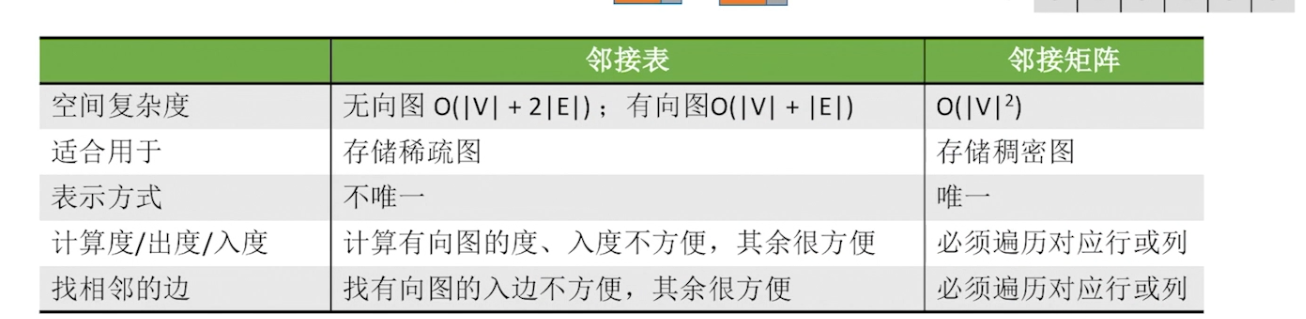 邻接表 邻接矩阵
空间复杂度 无向图 O(|V| + 2|E|)；有向图O(|V| + |E|) O(|V|²)
适合用于 存储稀疏图 存储稠密图
表示方式 不唯一 唯一
计算度/出度/入度 计算有向图的度、入度不方便，其余很方便 必须遍历对应行或列
找相邻的边 找有向图的入边不方便，其余很方便 必须遍历对应行或列